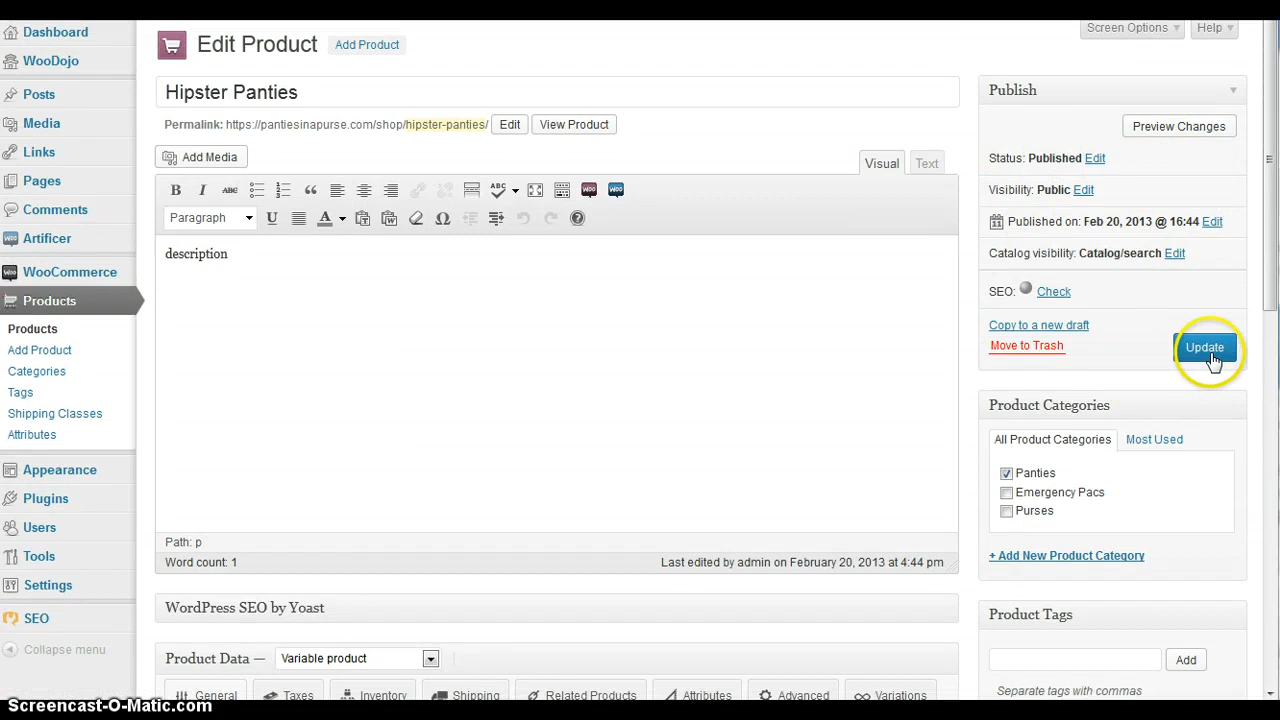 Dashboard
WooDojo
Posts
Media
Links
Pages
Comments
Artificer
WooCommerce
Products
Products
Add Product
Categories
Tags
Shipping Classes
Attributes
Appearance
Plugins
Users
Tools
Settings
SEO
Collapse menu
Screen Options
Help
Edit Product
Add Product
Hipster Panties
Permalink: https://pantiesinapurse.com/shop/hipster-panties/ Edit View Product
Add Media
Visual Text
B I ABC ABC
Paragraph U A
description
Path: p
Word count: 1
Last edited by admin on February 20, 2013 at 4:44 pm
WordPress SEO by Yoast
Product Data — Variable product
General Taxes Inventory Shipping Related Products Attributes Advanced Variations
Publish
Preview Changes
Status: Published Edit
Visibility: Public Edit
Published on: Feb 20, 2013 @ 16:44 Edit
Catalog visibility: Catalog/search Edit
SEO: Check
Copy to a new draft
Move to Trash
Update
Product Categories
All Product Categories Most Used
Panties
Emergency Pacs
Purses
+ Add New Product Category
Product Tags
Add
Separate tags with commas
Screencast-O-Matic.com